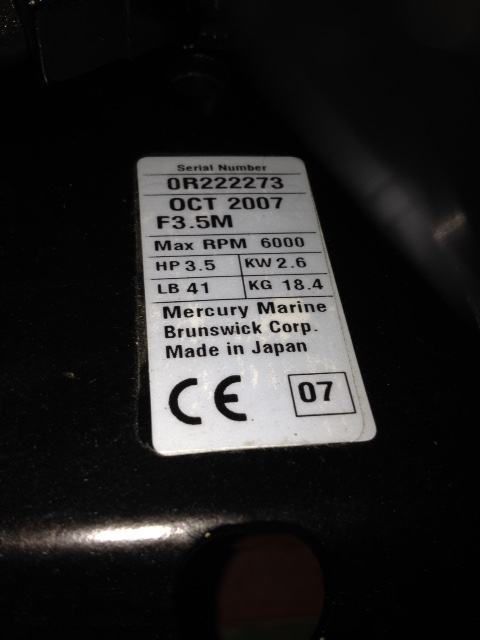 Serial Number
0R222273
OCT 2007
F3.5M
Max RPM 6000
HP 3.5 KW 2.6
LB 41 KG 18.4
Mercury Marine
Brunswick Corp.
Made in Japan
CE 07